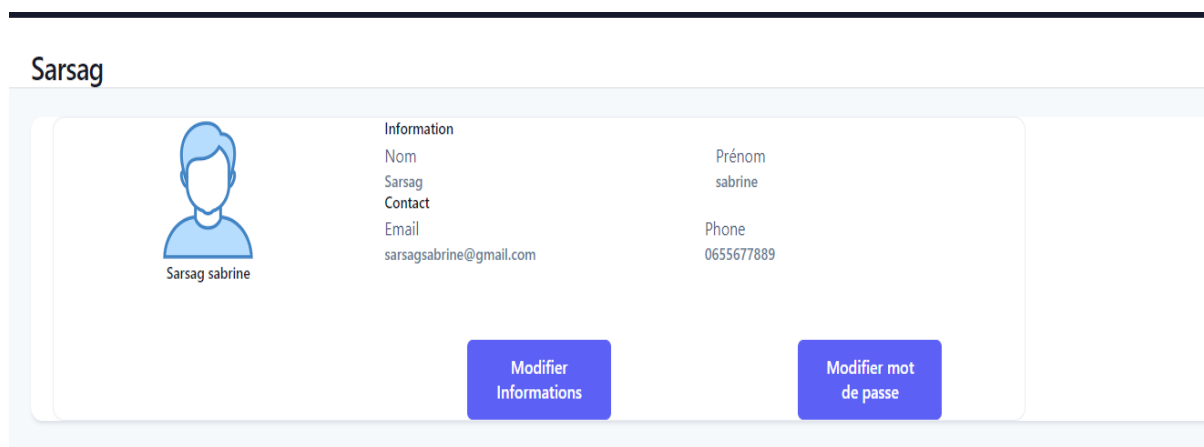 Sarsag
Information
Nom Prénom
Sarsag sabrine
Contact
Email Phone
sarsagsabrine@gmail.com 0655677889
Sarsag sabrine
Modifier
Informations
Modifier mot
de passe